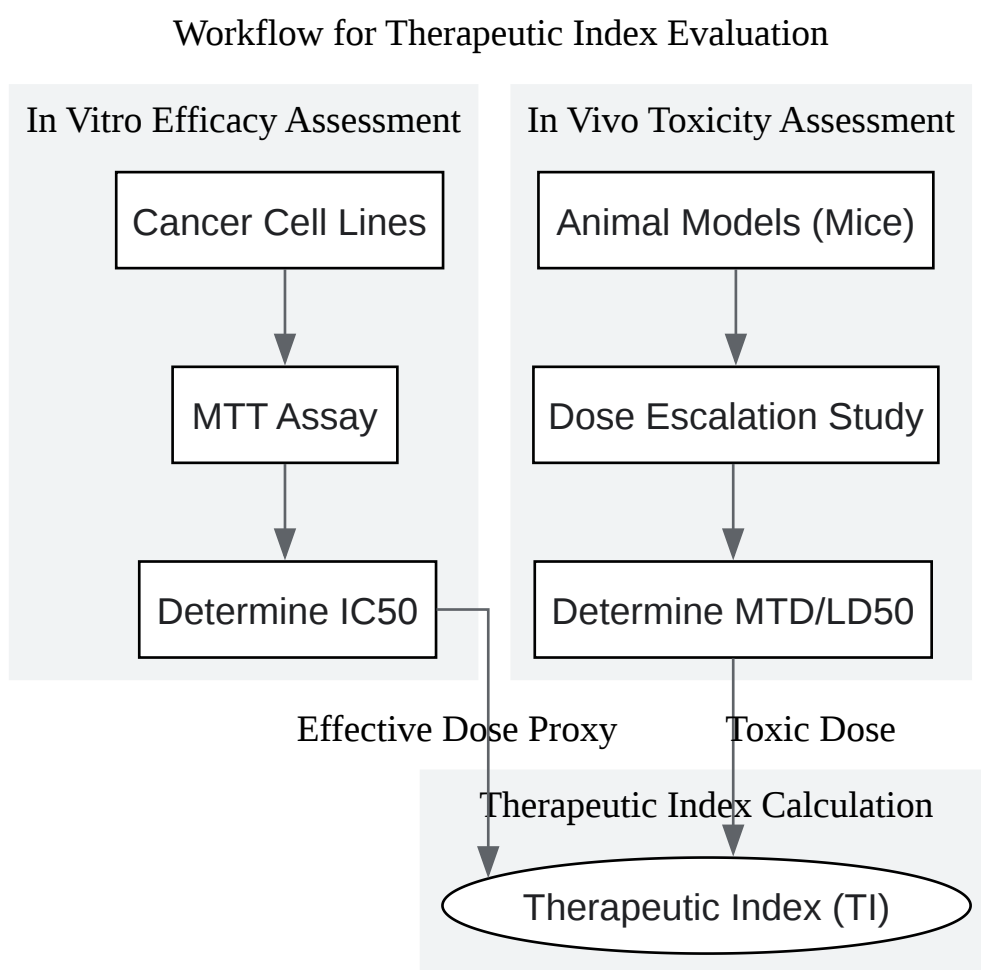 Workflow for Therapeutic Index Evaluation
In Vitro Efficacy Assessment
Cancer Cell Lines
MTT Assay
Determine IC50
In Vivo Toxicity Assessment
Animal Models (Mice)
Dose Escalation Study
Determine MTD/LD50
Effective Dose Proxy
Toxic Dose
Therapeutic Index Calculation
Therapeutic Index (TI)